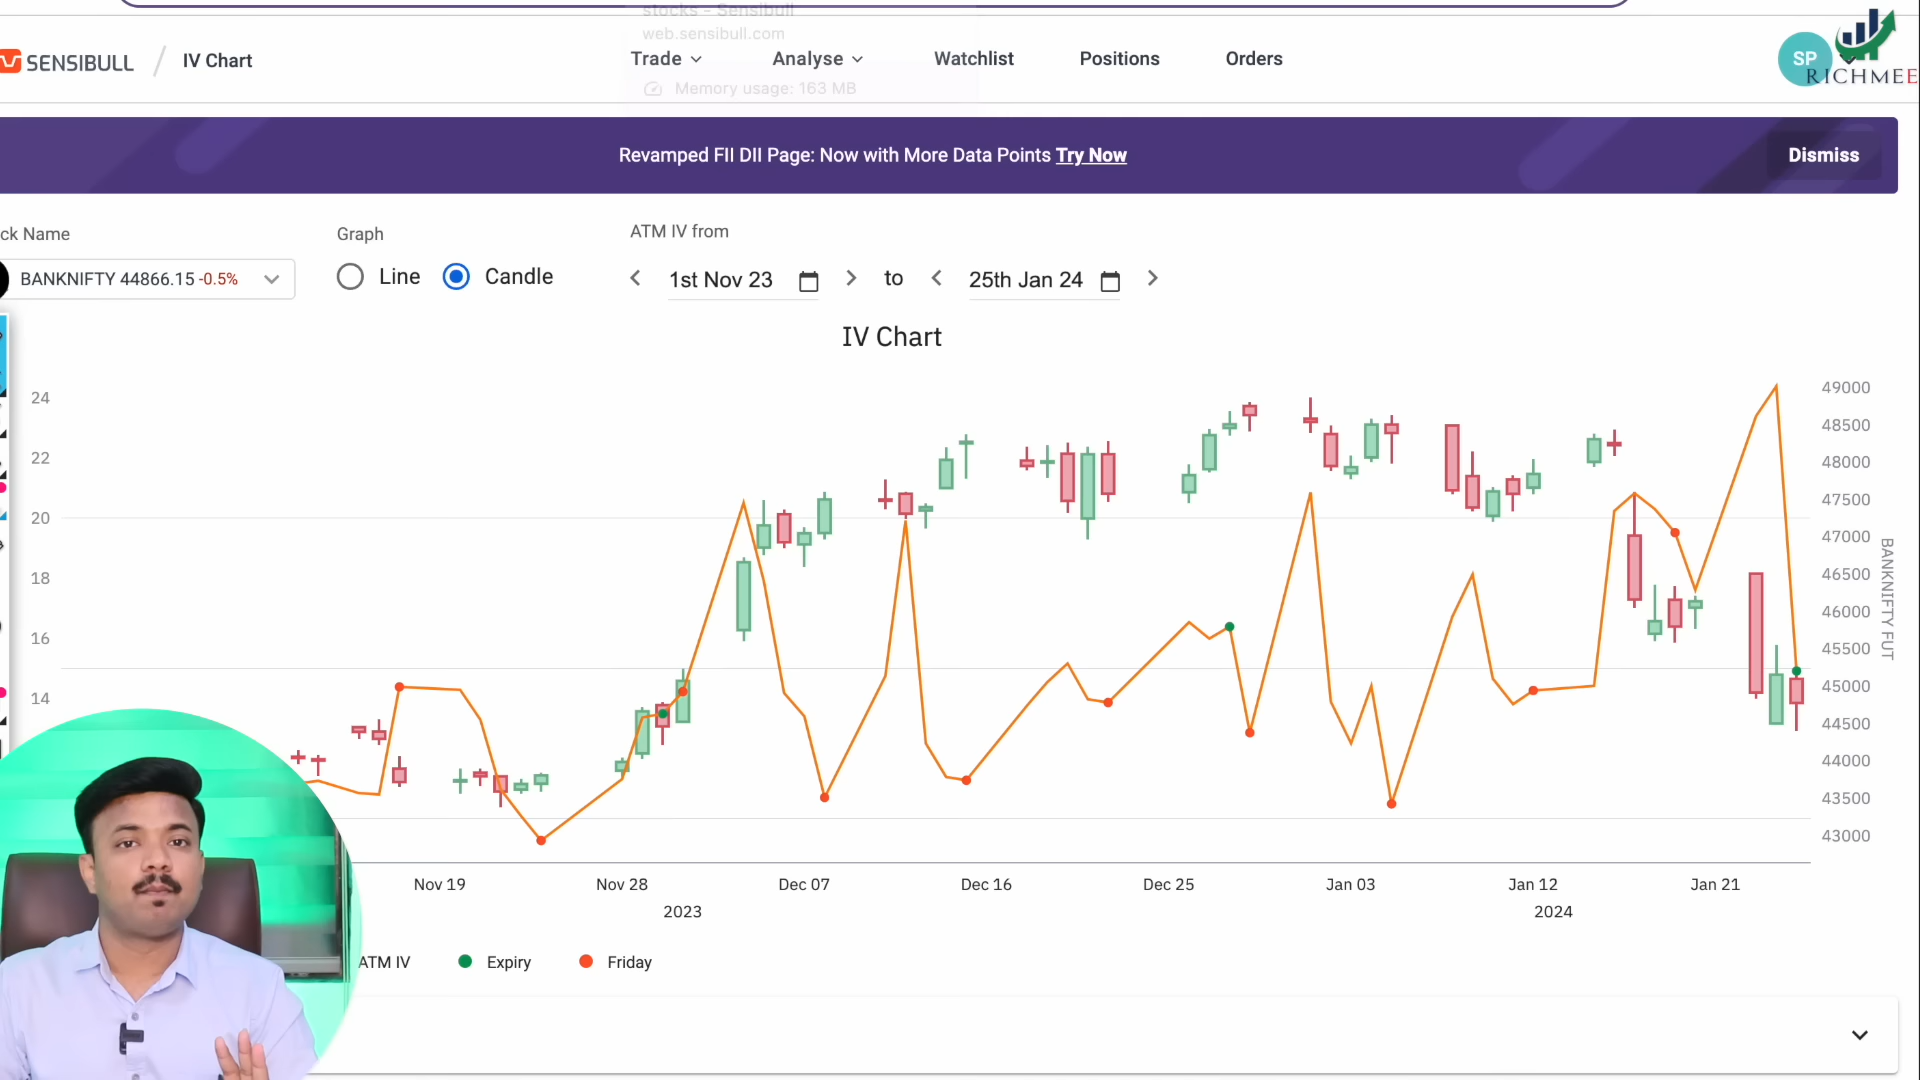 stocks - Sensibull
web.sensibull.com
SENSIBULL / IV Chart
Trade Analyse Watchlist Positions Orders
SP
RICHMEE
Memory usage: 163 MB
Revamped FII DII Page: Now with More Data Points Try Now
Dismiss
ck Name
Graph
ATM IV from
BANKNIFTY 44866.15 -0.5%
Line Candle
1st Nov 23 to 25th Jan 24
IV Chart
24
22
20
18
16
14
49000
48500
48000
47500
47000
46500
46000
45500
45000
44500
44000
43500
43000
BANKNIFTY FUT
Nov 19 Nov 28 Dec 07 Dec 16 Dec 25 Jan 03 Jan 12 Jan 21
2023 2024
ATM IV Expiry Friday